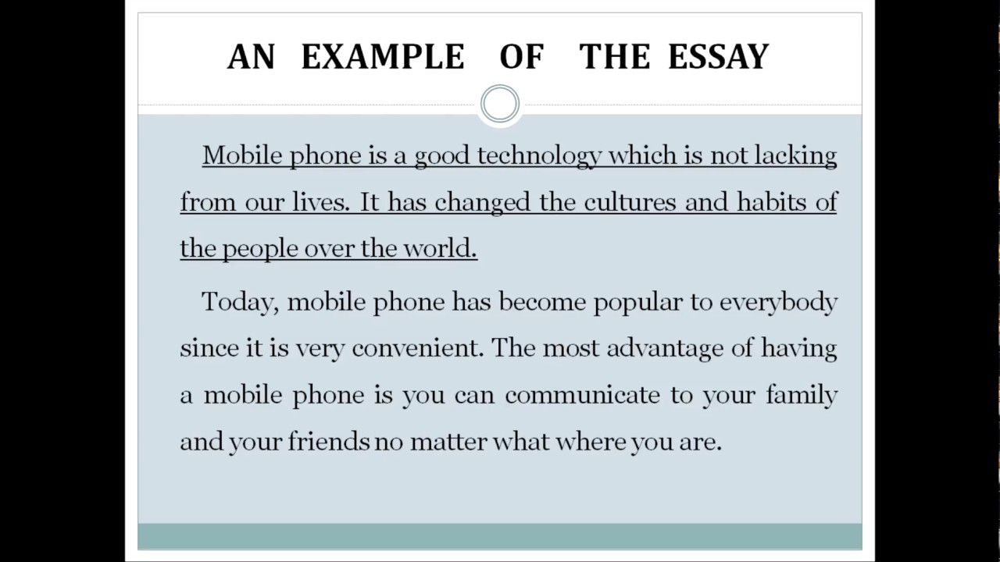 AN EXAMPLE OF THE ESSAY
Mobile phone is a good technology which is not lacking
from our lives. It has changed the cultures and habits of
the people over the world.
Today, mobile phone has become popular to everybody
since it is very convenient. The most advantage of having
a mobile phone is you can communicate to your family
and your friends no matter what where you are.